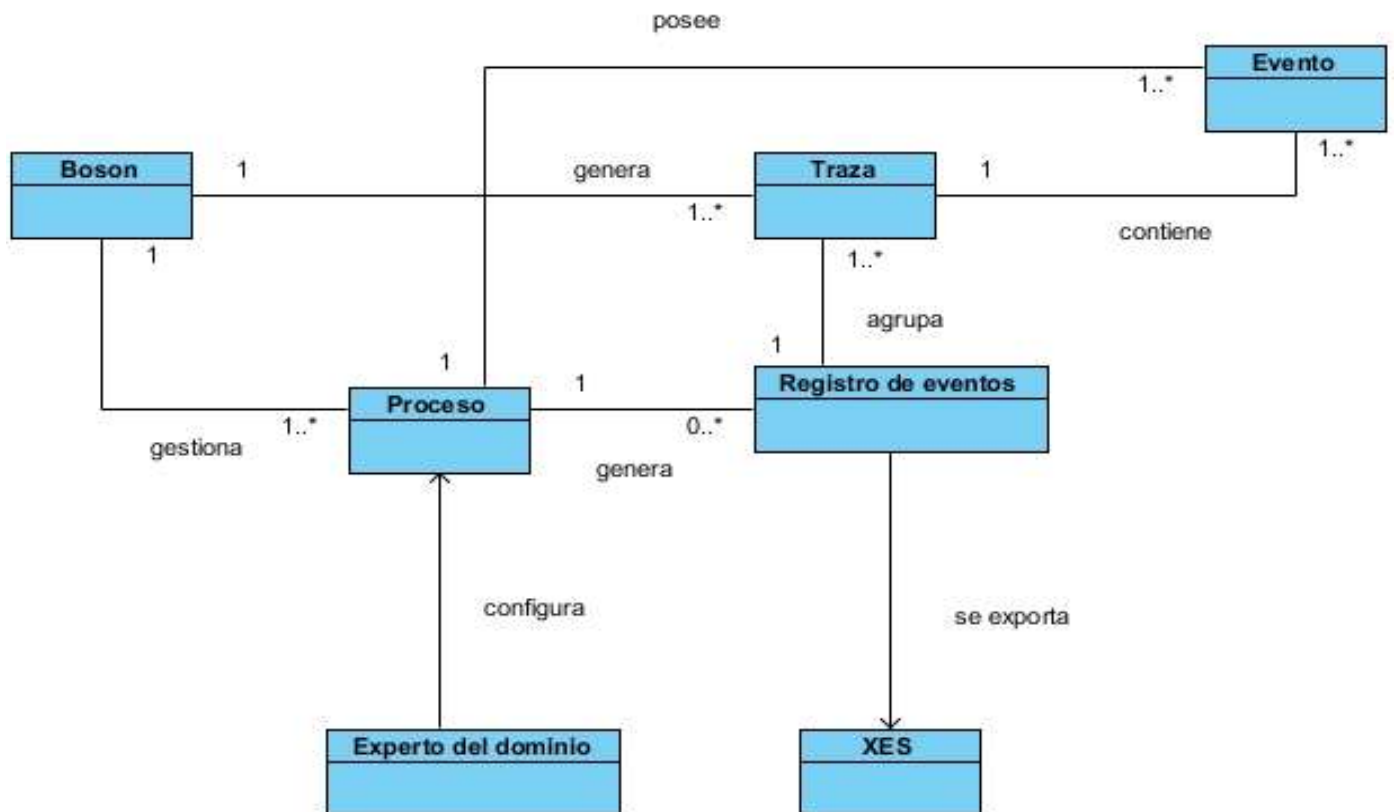 posee
Evento
1..*
1..*
Boson
1
genera
Traza
1
1..*
contiene
1
1..*
agrupa
1
1
1
Registro de eventos
Proceso
1..*
0..*
gestiona
genera
configura
se exporta
Experto del dominio
XES